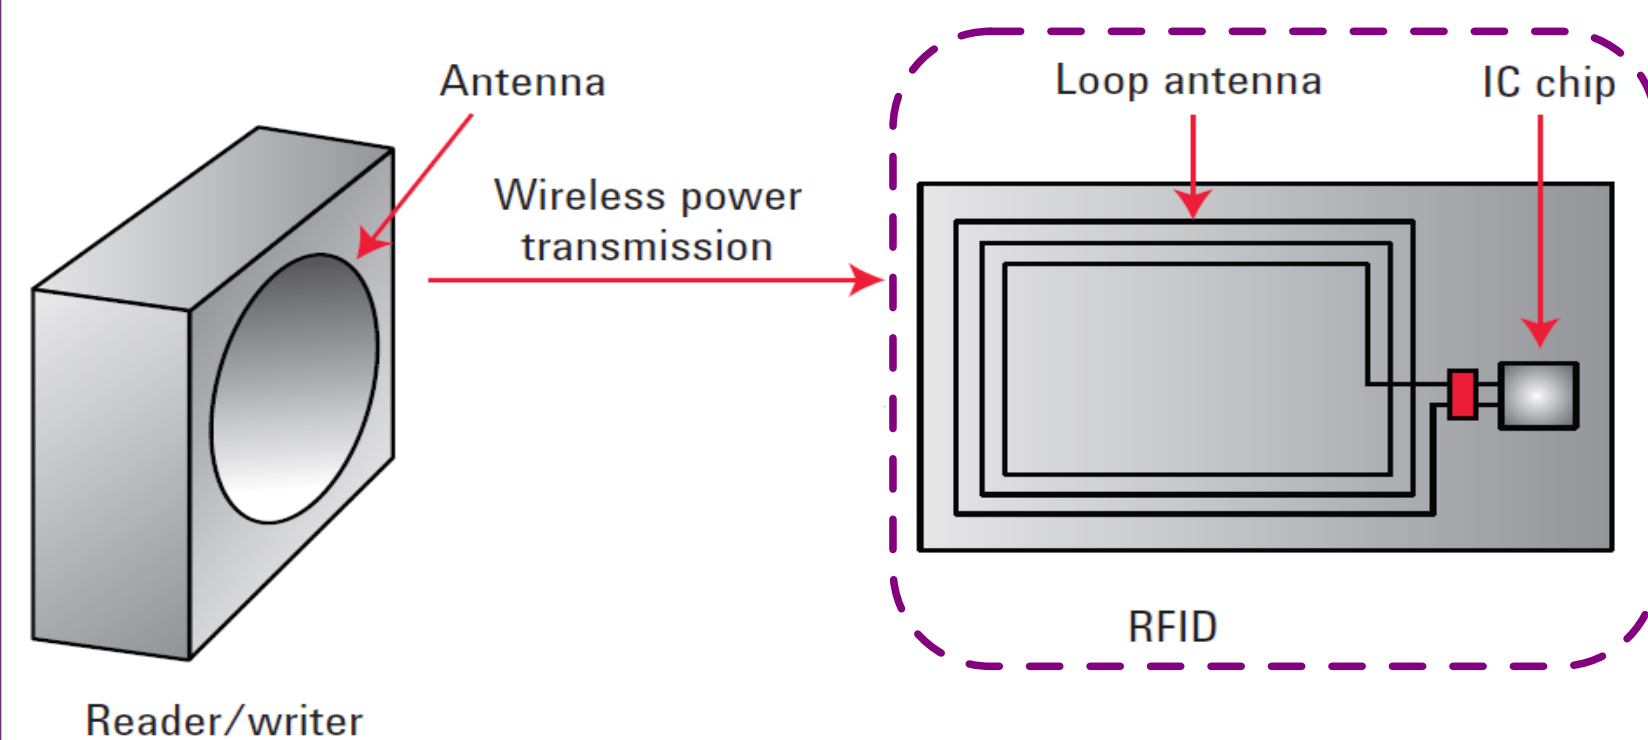 Antenna
Wireless power
transmission
Reader/writer
Loop antenna
IC chip
RFID